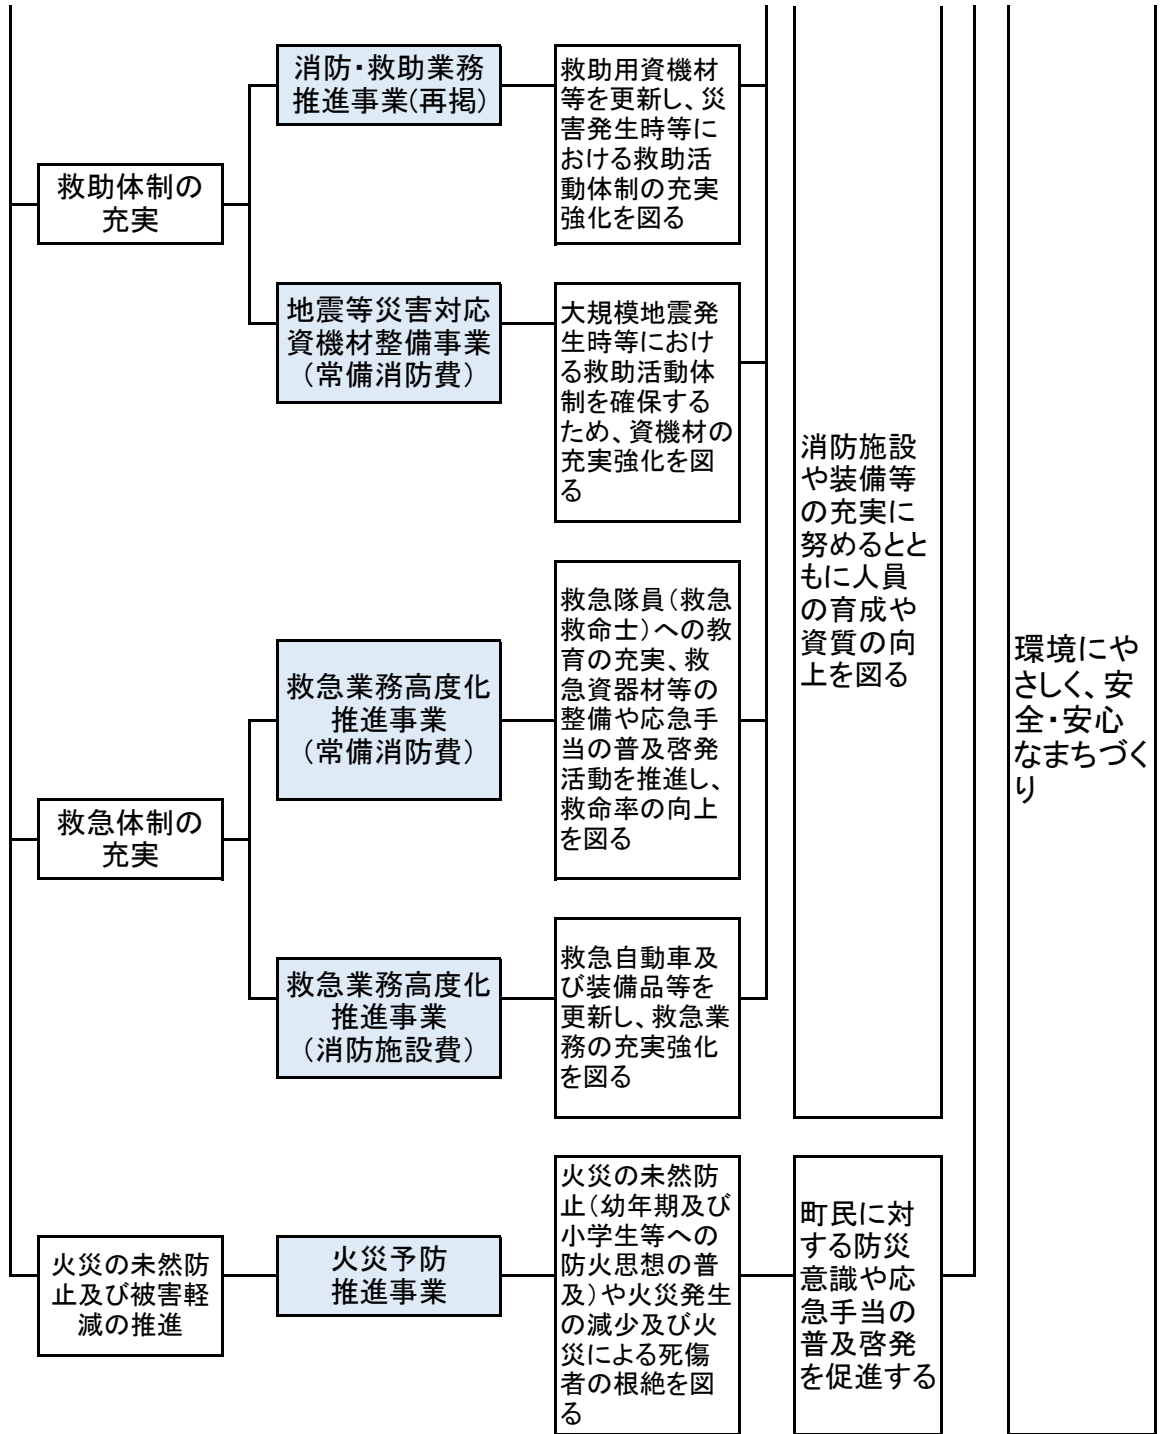 救助体制の
充実
消防・救助業務
推進事業(再掲)
救助用資機材
等を更新し、災
害発生時等に
おける救助活
動体制の充実
強化を図る
地震等災害対応
資機材整備事業
（常備消防費）
大規模地震発
生時等におけ
る救助活動体
制を確保する
ため、資機材の
充実強化を図
る
救急体制の
充実
救急業務高度化
推進事業
（常備消防費）
救急隊員（救急
救命士）への教
育の充実、救
急資器材等の
整備や応急手
当の普及啓発
活動を推進し、
救命率の向上
を図る
救急業務高度化
推進事業
（消防施設費）
救急自動車及
び装備品等を
更新し、救急業
務の充実強化
を図る
消防施設
や装備等
の充実に
努めるとと
もに人員
の育成や
資質の向
上を図る
火災の未然防
止及び被害軽
減の推進
火災予防
推進事業
火災の未然防
止（幼年期及び
小学生等への
防火思想の普
及）や火災発生
の減少及び火
災による死傷
者の根絶を図
る
町民に対
する防災
意識や応
急手当の
普及啓発
を促進する
環境にや
さしく、安
全・安心
なまちづく
り